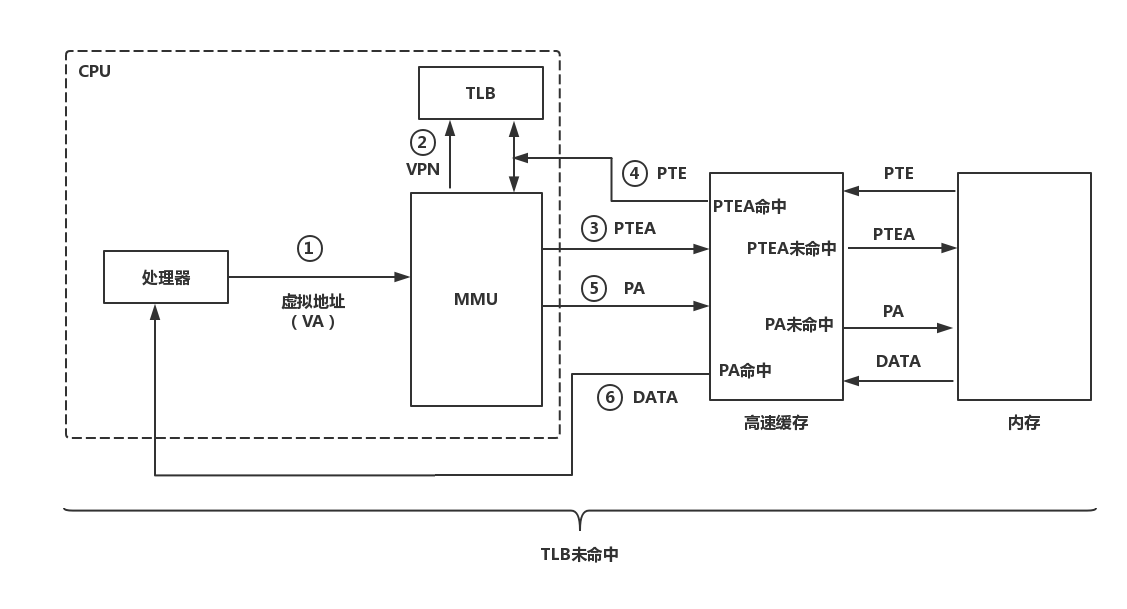 CPU
TLB
②
VPN
④ PTE
PTE
PTEA命中
③ PTEA
PTEA未命中
PTEA
①
处理器
虚拟地址
（ VA ）
MMU
⑤ PA
PA未命中
PA
PA命中
DATA
⑥ DATA
高速缓存
内存
TLB未命中